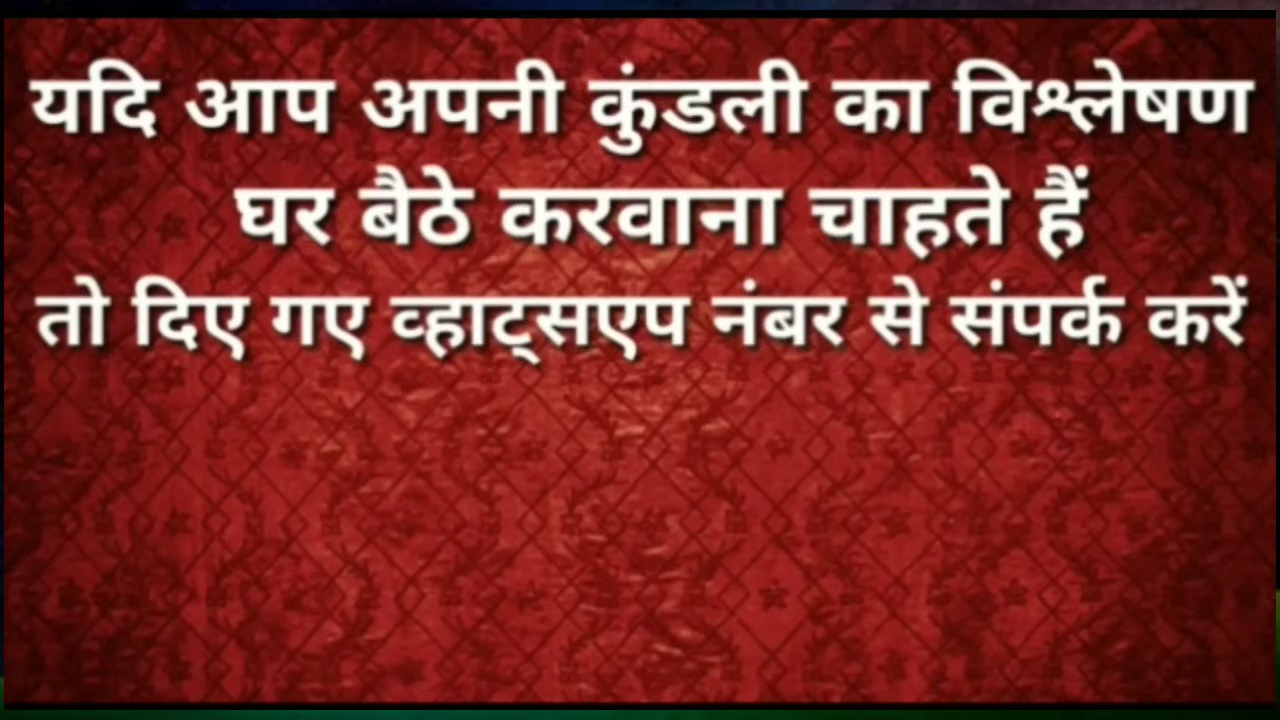 यदि आप अपनी कुंडली का विश्लेषण
घर बैठे करवाना चाहते हैं
तो दिए गए व्हाट्सएप नंबर से संपर्क करें